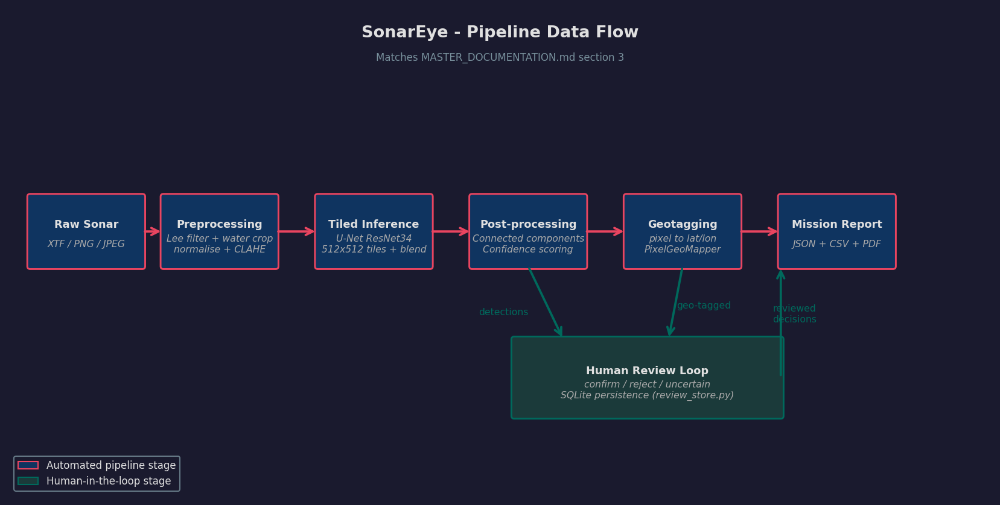 SonarEye - Pipeline Data Flow
Matches MASTER_DOCUMENTATION.md section 3
Raw Sonar
XTF / PNG / JPEG
Preprocessing
Lee filter + water crop
normalise + CLAHE
Tiled Inference
U-Net ResNet34
512x512 tiles + blend
Post-processing
Connected components
Confidence scoring
Geotagging
pixel to lat/lon
PixelGeoMapper
Mission Report
JSON + CSV + PDF
detections
geo-tagged
reviewed
decisions
Human Review Loop
confirm / reject / uncertain
SQLite persistence (review_store.py)
Automated pipeline stage
Human-in-the-loop stage